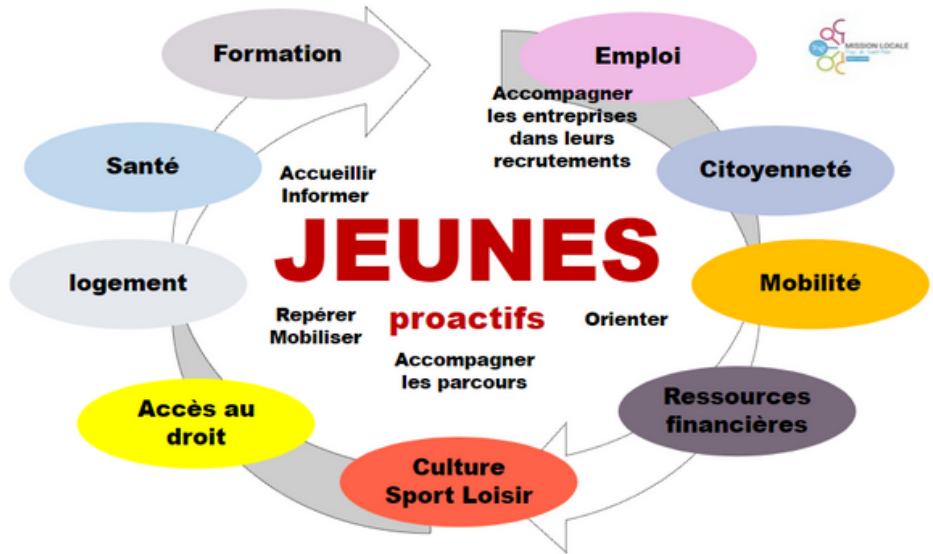 Formation
Emploi
MISSION LOCALE
Accompagner
les entreprises
dans leurs
recrutements
Santé
Citoyenneté
Accueillir
Informer
JEUNES
logement
Mobilité
Repérer
Mobiliser
proactifs
Orienter
Accompagner
les parcours
Accès au
droit
Ressources
financières
Culture
Sport Loisir